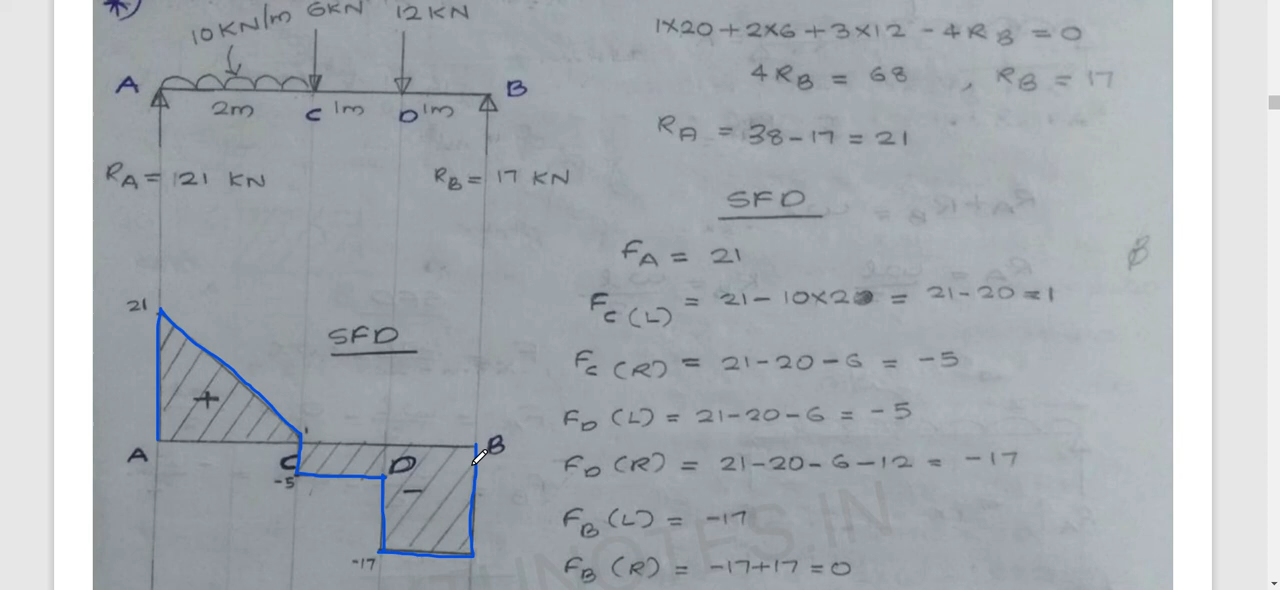 10KN/m 6KN 12KN
A B
2m C 1m D 1m
RA = 21 KN RB = 17 KN
21
SFD
+
A C D B
-5
-
-17
1×20+2×6+3×12-4RB=0
4RB = 68 , RB = 17
RA = 38-17 = 21
SFD
FA = 21
FC(L) = 21-10×2 = 21-20=1
FC(R) = 21-20-6 = -5
FD(L) = 21-20-6 = -5
FD(R) = 21-20-6-12 = -17
FB(L) = -17
FB(R) = -17+17=0